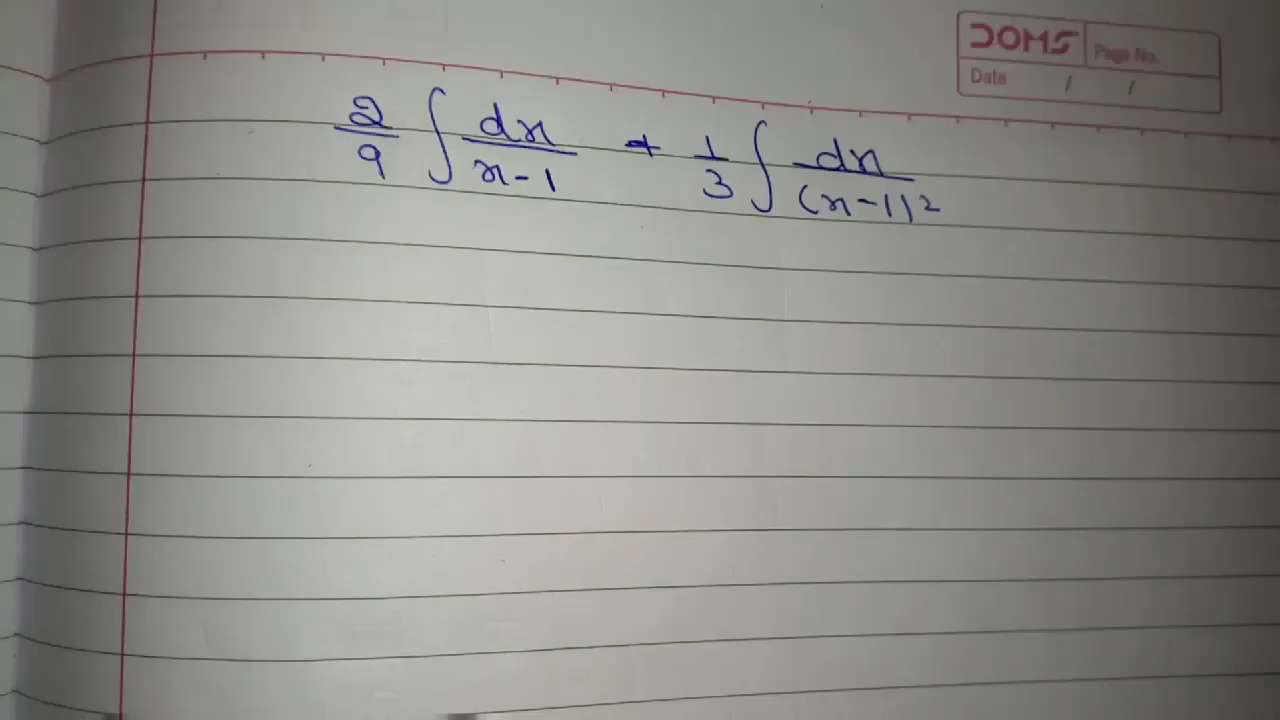 DOMS Page No.
Date / /
2/9 ∫ dx/(x-1) + 1/3 ∫ dx/(x-1)²